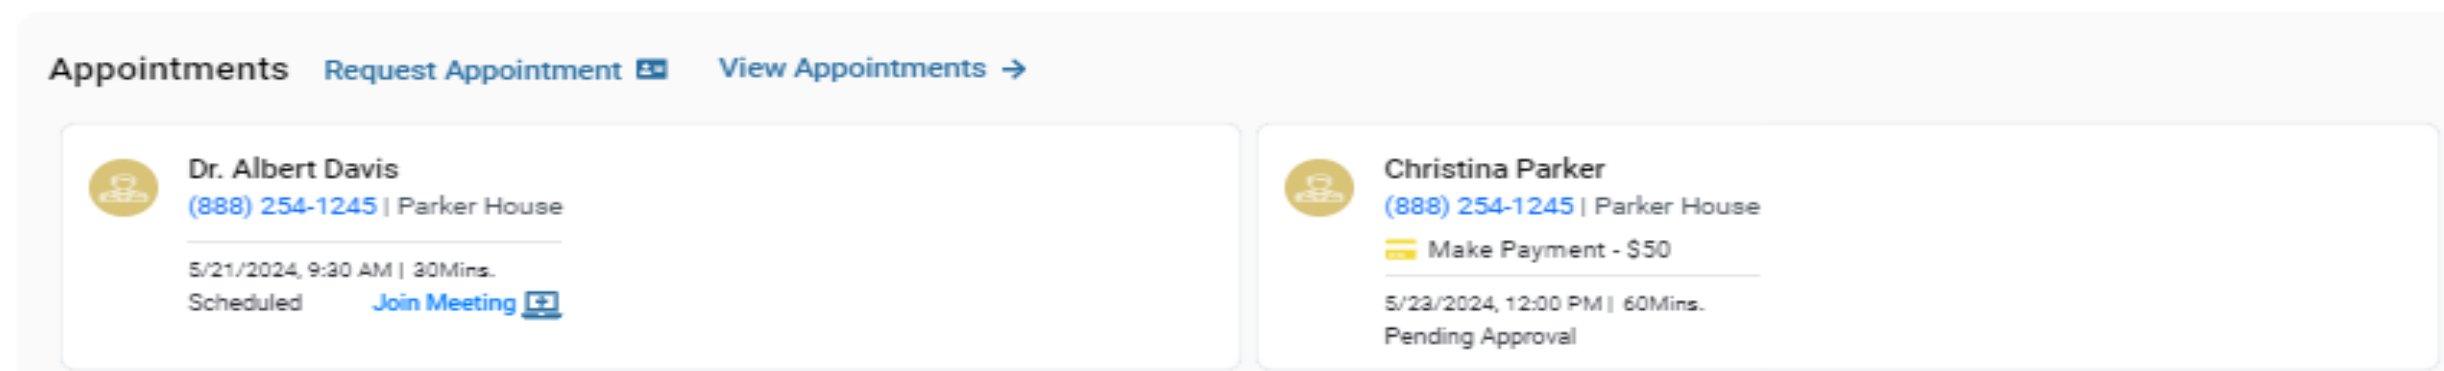 Appointments Request Appointment View Appointments →
Dr. Albert Davis
(888) 254-1245 | Parker House
5/21/2024, 9:30 AM | 30Mins.
Scheduled Join Meeting
Christina Parker
(888) 254-1245 | Parker House
Make Payment - $50
5/23/2024, 12:00 PM | 60Mins.
Pending Approval